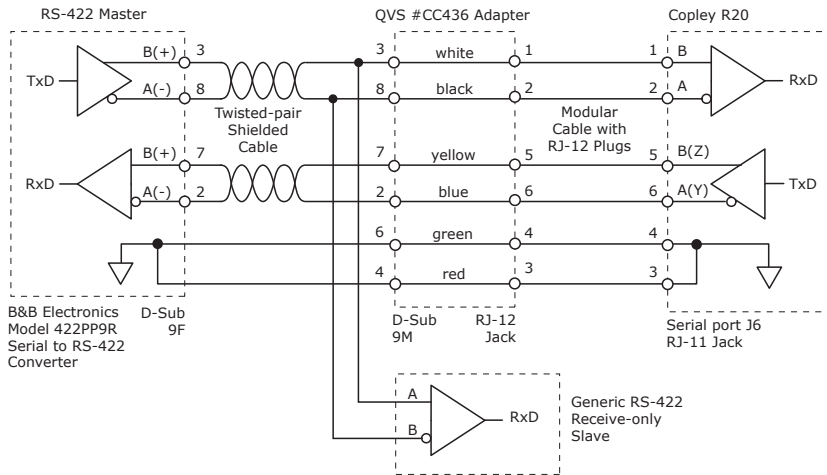 RS-422 Master
QVS #CC436 Adapter
Copley R20
B(+) 3 3 white 1 1 B
TxD
RxD
A(-) 8 8 black 2 2 A
Twisted-pair
Shielded
Cable
Modular
Cable with
RJ-12 Plugs
B(+) 7 7 yellow 5 5 B(Z)
RxD
TxD
A(-) 2 2 blue 6 6 A(Y)
6 green 4 4
4 red 3 3
B&B Electronics
Model 422PP9R
Serial to RS-422
Converter
D-Sub
9F
D-Sub
9M
RJ-12
Jack
Serial port J6
RJ-11 Jack
A
RxD
B
Generic RS-422
Receive-only
Slave